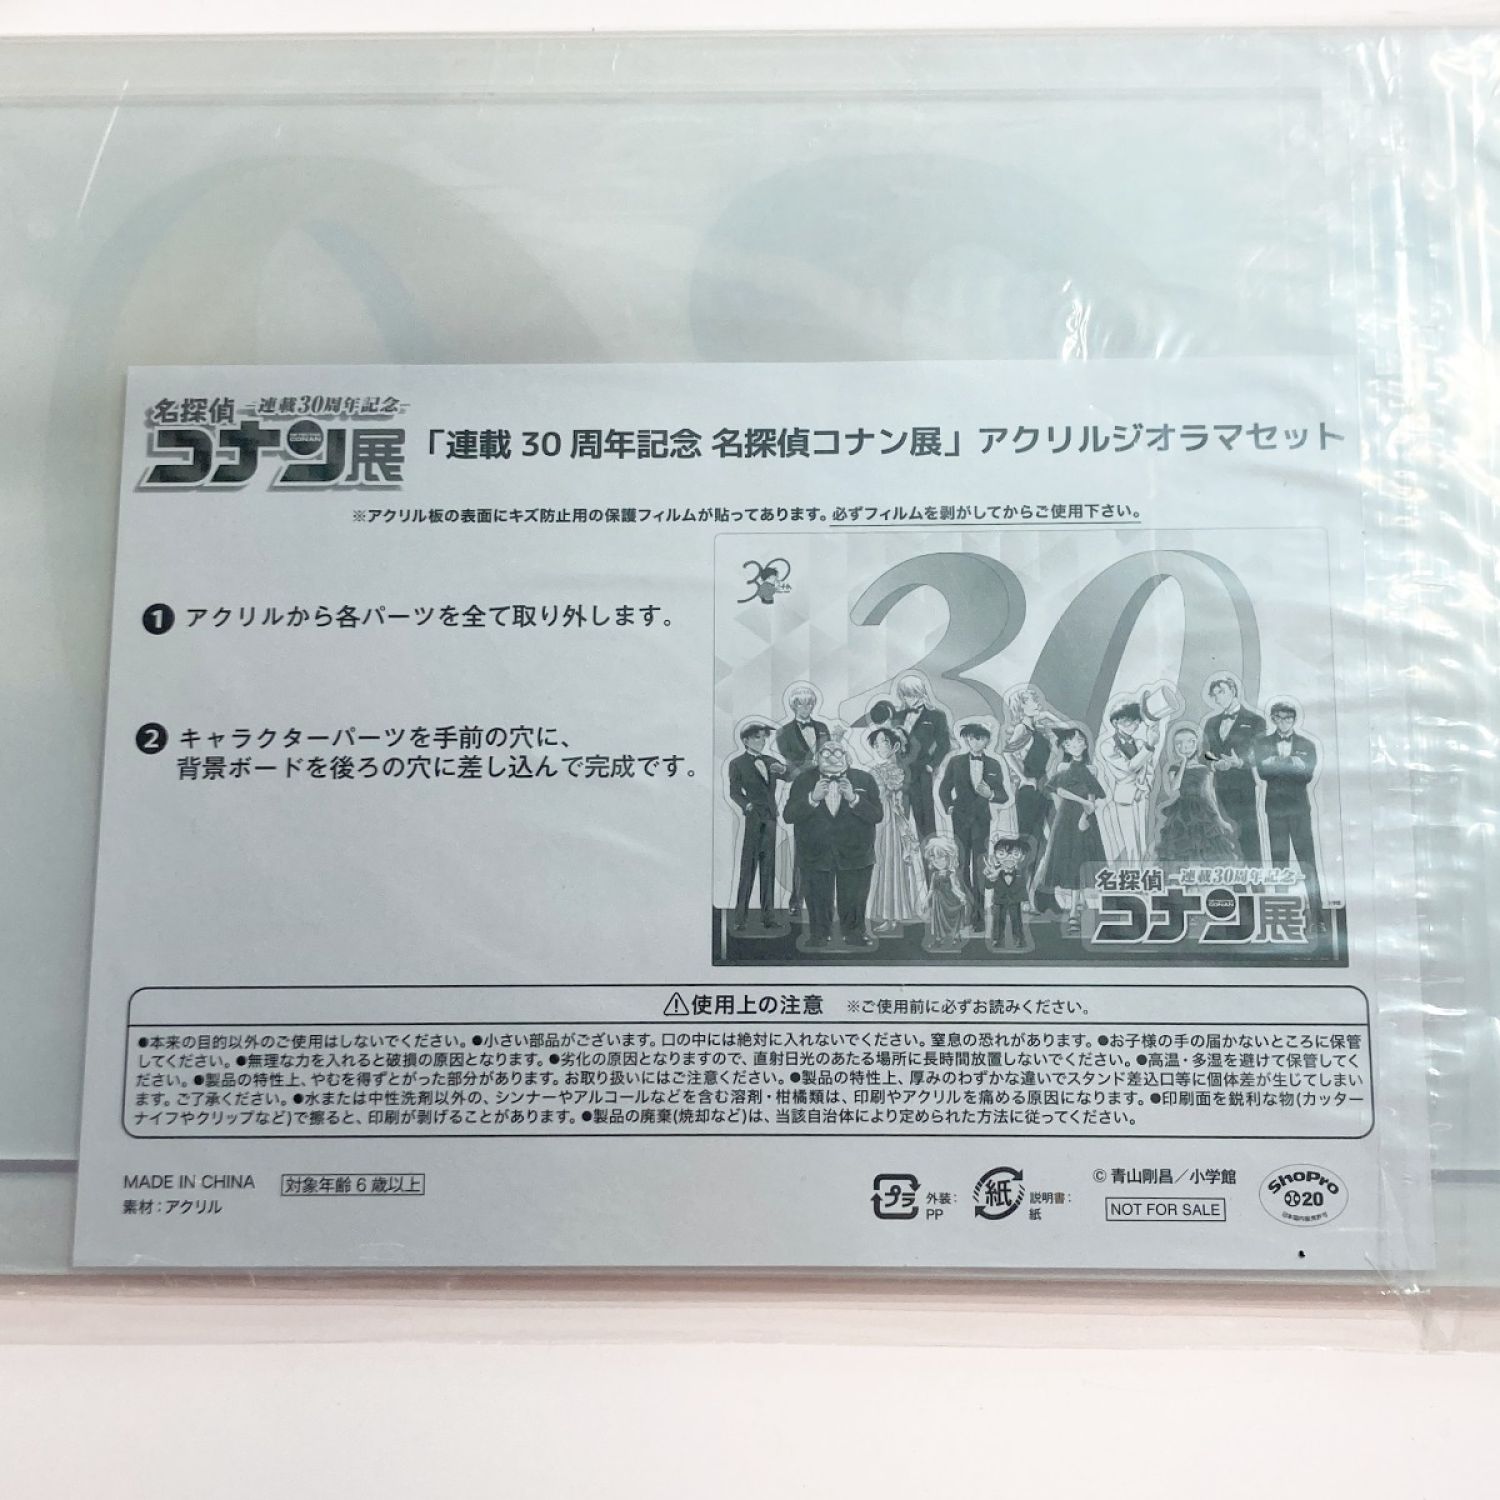 名探偵 ー連載30周年記念ー
コナン展
DETECTIVE CONAN
「連載 30 周年記念 名探偵コナン展」アクリルジオラマセット
※アクリル板の表面にキズ防止用の保護フィルムが貼ってあります。必ずフィルムを剥がしてからご使用下さい。
❶ アクリルから各パーツを全て取り外します。
❷ キャラクターパーツを手前の穴に、
背景ボードを後ろの穴に差し込んで完成です。
30
30
名探偵 ー連載30周年記念ー
コナン展
⚠使用上の注意 ※ご使用前に必ずお読みください。
●本来の目的以外のご使用はしないでください。●小さい部品がございます。口の中には絶対に入れないでください。窒息の恐れがあります。●お子様の手の届かないところに保管
してください。●無理な力を入れると破損の原因となります。●劣化の原因となりますので、直射日光のあたる場所に長時間放置しないでください。●高温・多湿を避けて保管してく
ださい。●製品の特性上、やむを得ずとがった部分があります。お取り扱いにはご注意ください。●製品の特性上、厚みのわずかな違いでスタンド差込口等に個体差が生じてしまい
ます。ご了承ください。●水または中性洗剤以外の、シンナーやアルコールなどを含む溶剤・柑橘類は、印刷やアクリルを痛める原因になります。●印刷面を鋭利な物(カッター
ナイフやクリップなど)で擦ると、印刷が剥げることがあります。●製品の廃棄(焼却など)は、当該自治体により定められた方法に従ってください。
MADE IN CHINA 対象年齢 6 歳以上
素材:アクリル
プラ 外装:
PP
紙 説明書:
紙
© 青山剛昌/小学館
NOT FOR SALE
ShoPro
20